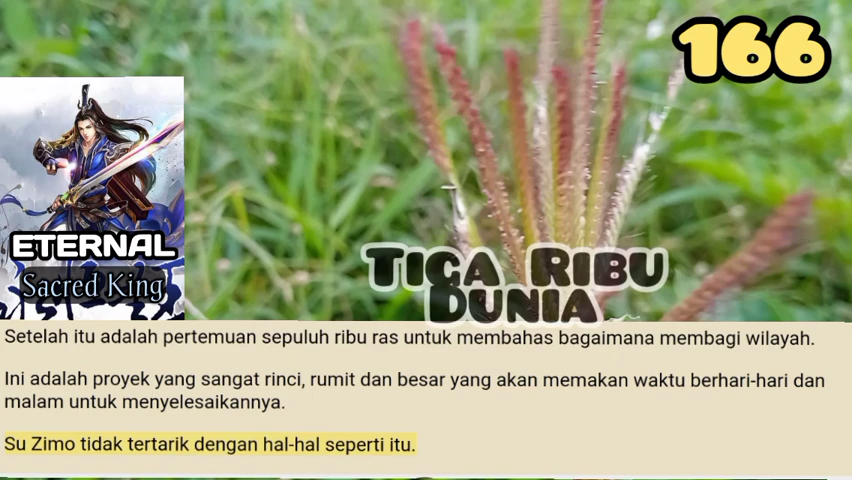 166
ETERNAL
Sacred King
TIGA RIBU
DUNIA
Setelah itu adalah pertemuan sepuluh ribu ras untuk membahas bagaimana membagi wilayah.
Ini adalah proyek yang sangat rinci, rumit dan besar yang akan memakan waktu berhari-hari dan
malam untuk menyelesaikannya.
Su Zimo tidak tertarik dengan hal-hal seperti itu.